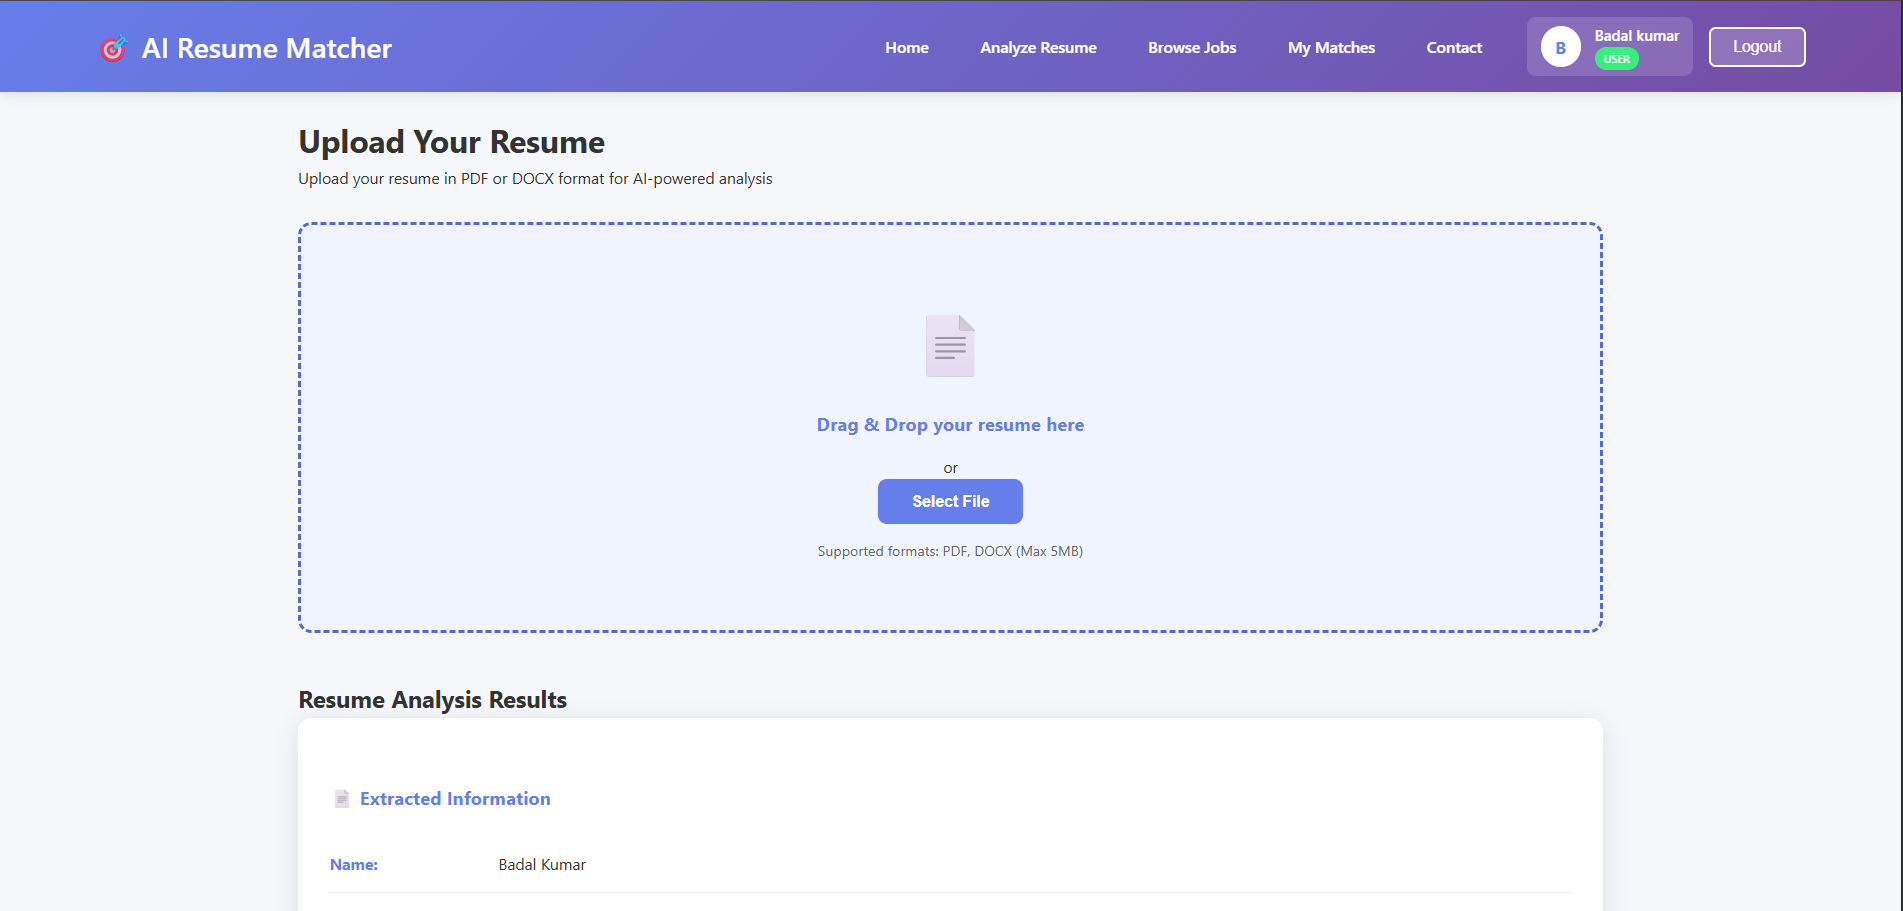 AI Resume Matcher
Home
Analyze Resume
Browse Jobs
My Matches
Contact
B
Badal kumar
USER
Logout
Upload Your Resume
Upload your resume in PDF or DOCX format for AI-powered analysis
Drag & Drop your resume here
or
Select File
Supported formats: PDF, DOCX (Max 5MB)
Resume Analysis Results
Extracted Information
Name: Badal Kumar